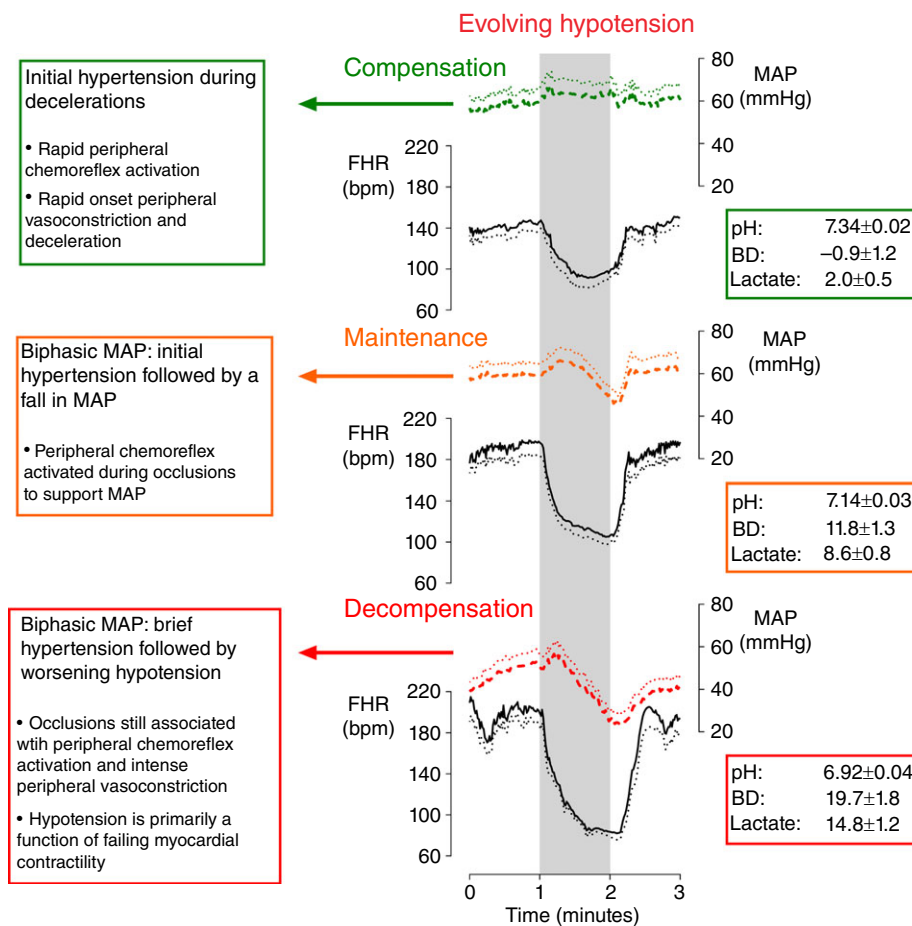 Evolving hypotension
Initial hypertension during
decelerations
• Rapid peripheral
chemoreflex activation
• Rapid onset peripheral
vasoconstriction and
deceleration
Compensation
80
60
40
20
MAP
(mmHg)
FHR
(bpm)
220
180
140
100
60
pH: 7.34±0.02
BD: –0.9±1.2
Lactate: 2.0±0.5
Biphasic MAP: initial
hypertension followed by a
fall in MAP
• Peripheral chemoreflex
activated during occlusions
to support MAP
Maintenance
80
60
40
20
MAP
(mmHg)
FHR
(bpm)
220
180
140
100
60
pH: 7.14±0.03
BD: 11.8±1.3
Lactate: 8.6±0.8
Biphasic MAP: brief
hypertension followed by
worsening hypotension
• Occlusions still associated
wtih peripheral chemoreflex
activation and intense
peripheral vasoconstriction
• Hypotension is primarily a
function of failing myocardial
contractility
Decompensation
80
60
40
20
MAP
(mmHg)
FHR
(bpm)
220
180
140
100
60
pH: 6.92±0.04
BD: 19.7±1.8
Lactate: 14.8±1.2
0 1 2 3
Time (minutes)